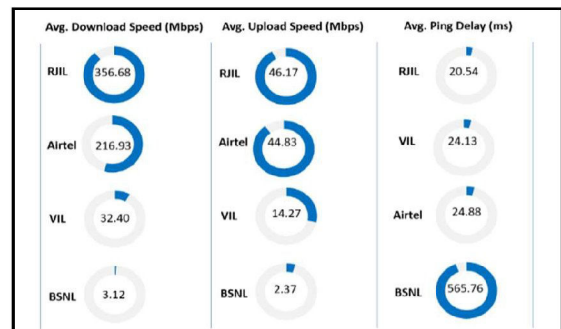 Avg. Download Speed (Mbps)
RJIL
356.68
Airtel
216.93
VIL
32.40
BSNL
3.12
Avg. Upload Speed (Mbps)
RJIL
46.17
Airtel
44.83
VIL
14.27
BSNL
2.37
Avg. Ping Delay (ms)
RJIL
20.54
VIL
24.13
Airtel
24.88
BSNL
565.76